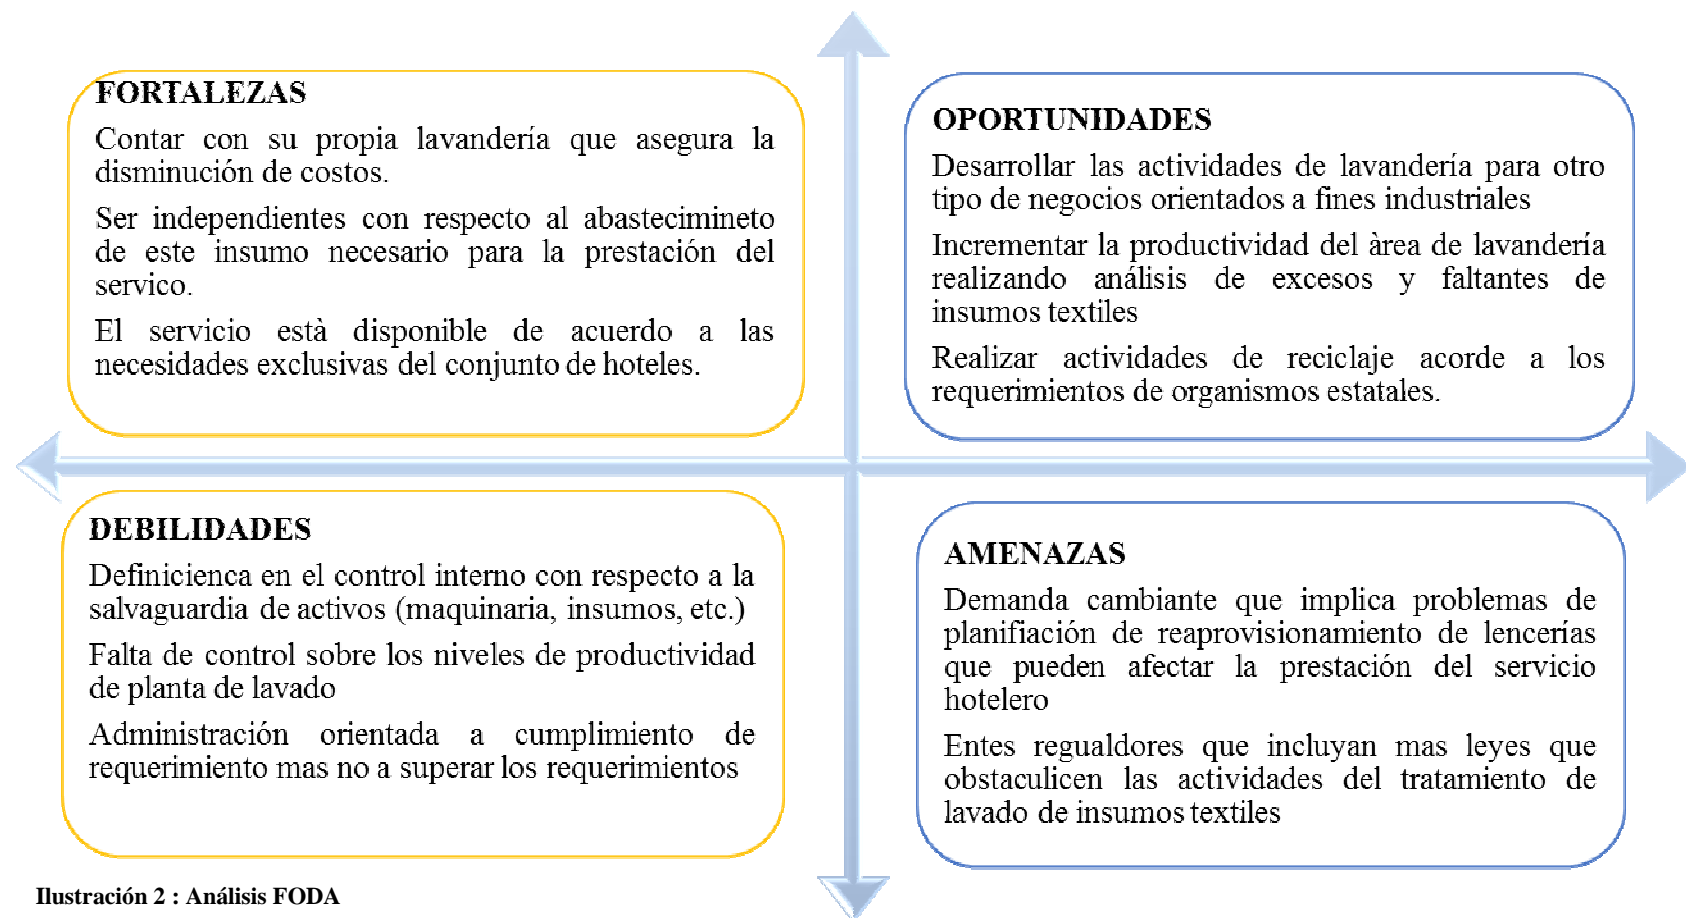 FORTALEZAS
Contar con su propia lavandería que asegura la
disminución de costos.
Ser independientes con respecto al abastecimineto
de este insumo necesario para la prestación del
servico.
El servicio està disponible de acuerdo a las
necesidades exclusivas del conjunto de hoteles.
OPORTUNIDADES
Desarrollar las actividades de lavandería para otro
tipo de negocios orientados a fines industriales
Incrementar la productividad del àrea de lavandería
realizando análisis de excesos y faltantes de
insumos textiles
Realizar actividades de reciclaje acorde a los
requerimientos de organismos estatales.
DEBILIDADES
Definicienca en el control interno con respecto a la
salvaguardia de activos (maquinaria, insumos, etc.)
Falta de control sobre los niveles de productividad
de planta de lavado
Administración orientada a cumplimiento de
requerimiento mas no a superar los requerimientos
AMENAZAS
Demanda cambiante que implica problemas de
planifiación de reaprovisionamiento de lencerías
que pueden afectar la prestación del servicio
hotelero
Entes regualdores que incluyan mas leyes que
obstaculicen las actividades del tratamiento de
lavado de insumos textiles
Ilustración 2 : Análisis FODA